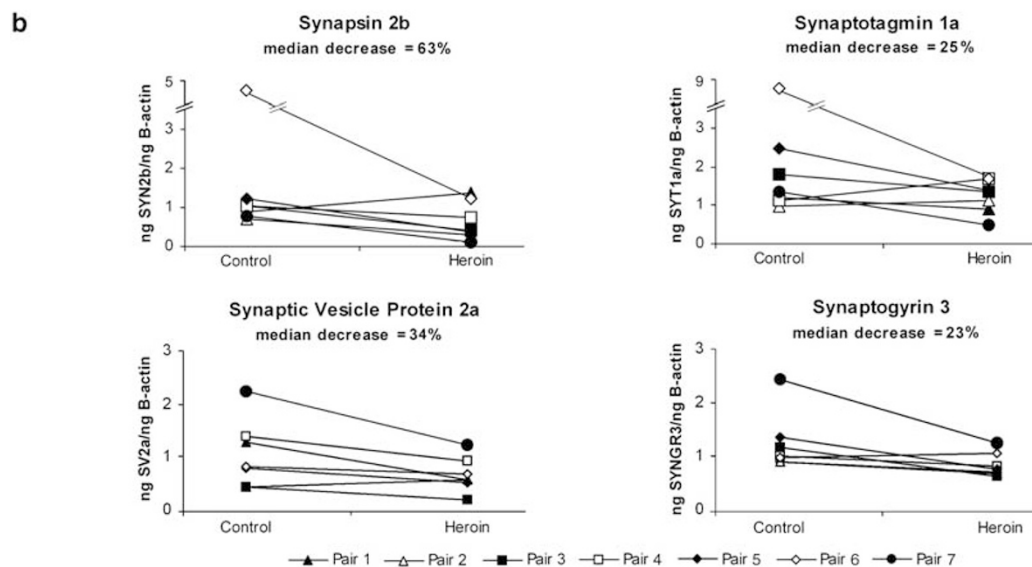 b
Synapsin 2b
median decrease = 63%
ng SYN2b/ng B-actin
5
3
2
1
0
Control Heroin
Synaptotagmin 1a
median decrease = 25%
ng SYT1a/ng B-actin
9
3
2
1
0
Control Heroin
Synaptic Vesicle Protein 2a
median decrease = 34%
ng SV2a/ng B-actin
3
2
1
0
Control Heroin
Synaptogyrin 3
median decrease = 23%
ng SYNGR3/ng B-actin
3
2
1
0
Control Heroin
Pair 1 Pair 2 Pair 3 Pair 4 Pair 5 Pair 6 Pair 7